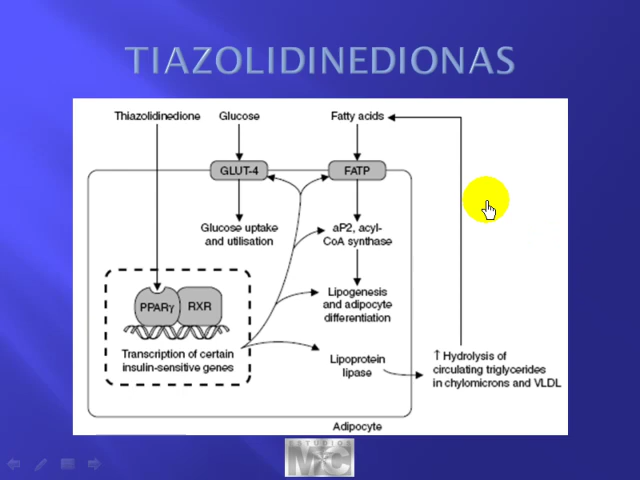 TIAZOLIDINEDIONAS
Thiazolidinedione
Glucose
Fatty acids
GLUT-4
FATP
Glucose uptake
and utilisation
aP2, acyl-
CoA synthase
PPARγ
RXR
Lipogenesis
and adipocyte
differentiation
Transcription of certain
insulin-sensitive genes
Lipoprotein
lipase
↑ Hydrolysis of
circulating triglycerides
in chylomicrons and VLDL
Adipocyte
ESTUDIOS
MC